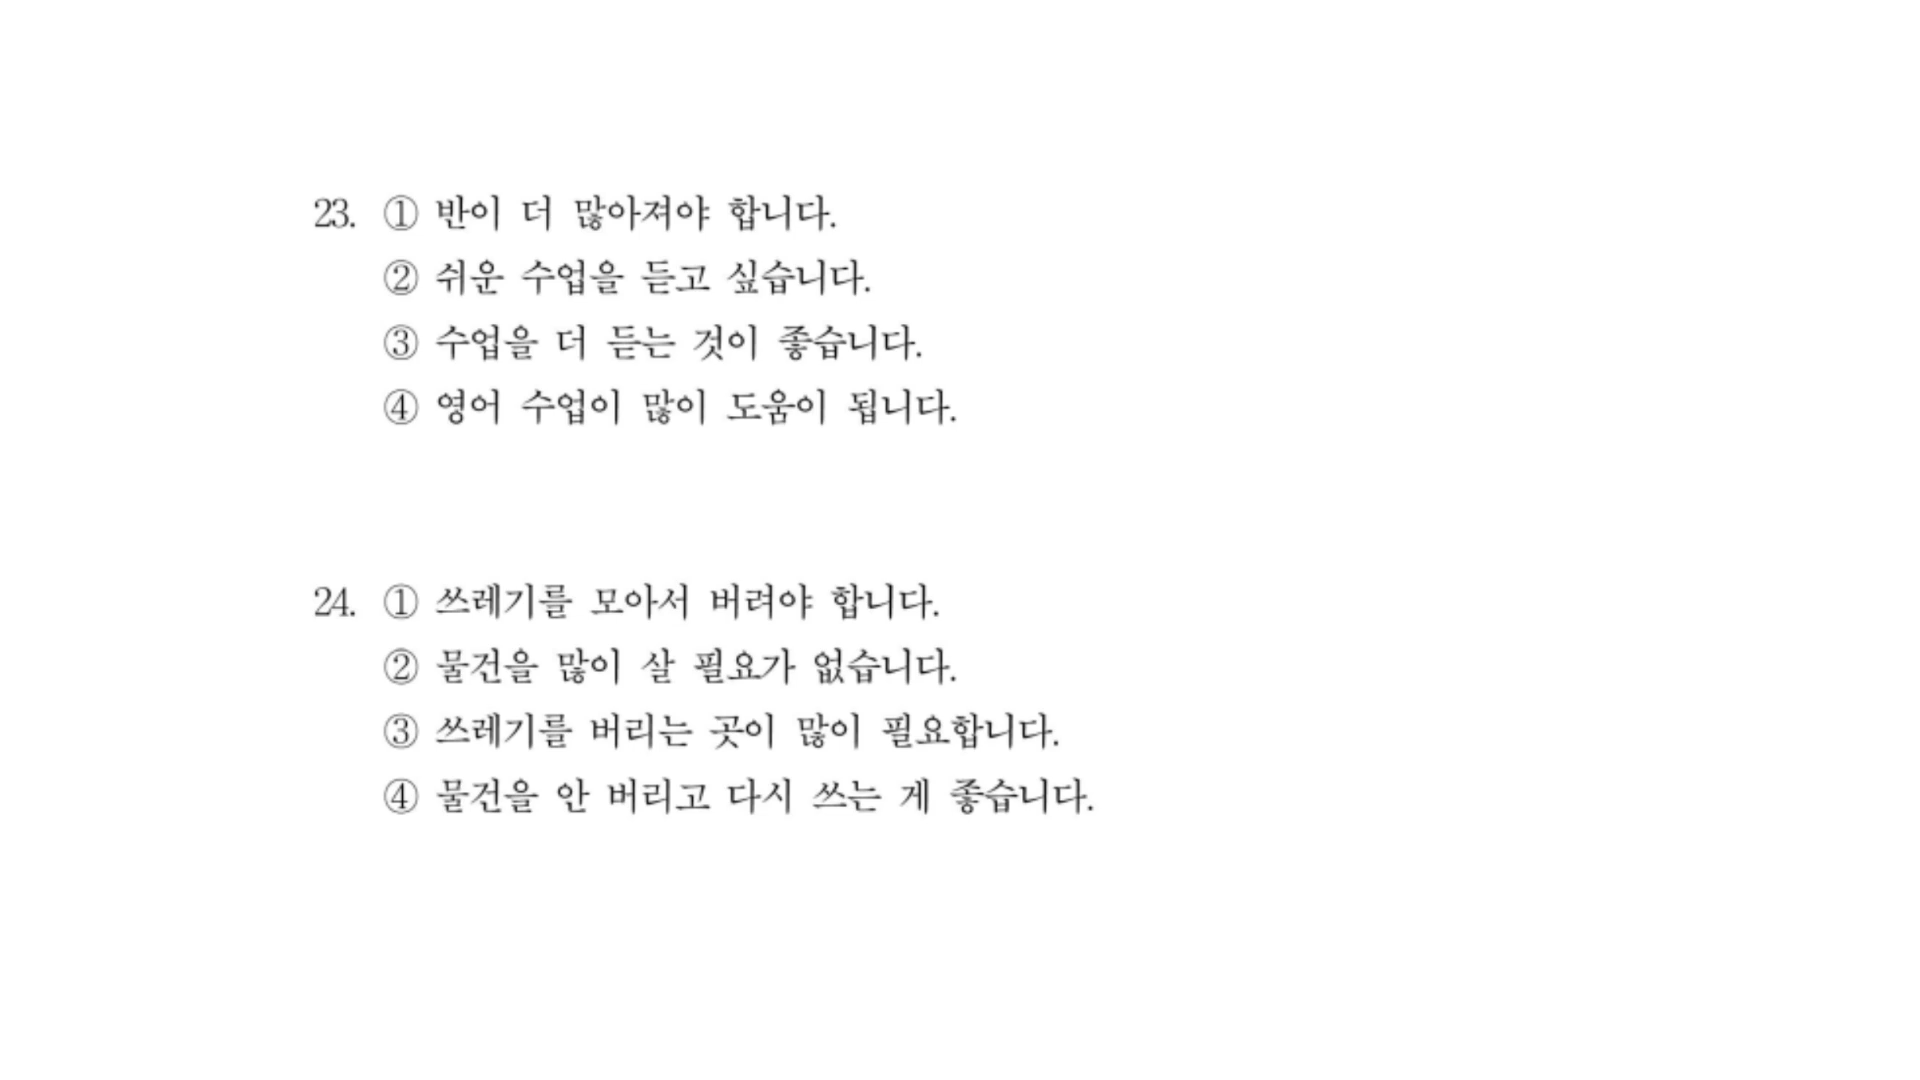 23. ① 반이 더 많아져야 합니다.
② 쉬운 수업을 듣고 싶습니다.
③ 수업을 더 듣는 것이 좋습니다.
④ 영어 수업이 많이 도움이 됩니다.
24. ① 쓰레기를 모아서 버려야 합니다.
② 물건을 많이 살 필요가 없습니다.
③ 쓰레기를 버리는 곳이 많이 필요합니다.
④ 물건을 안 버리고 다시 쓰는 게 좋습니다.